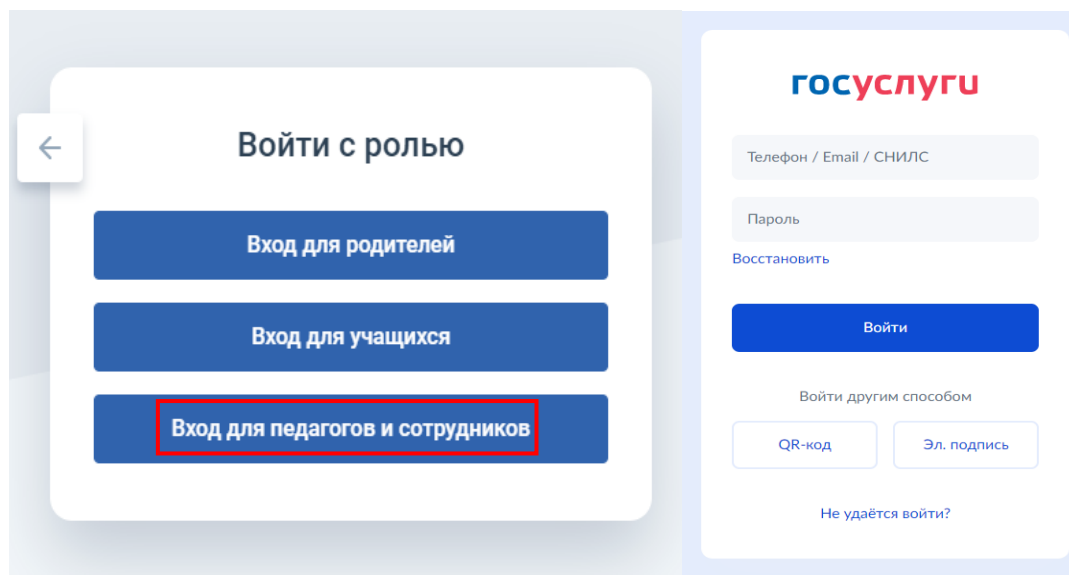 Войти с ролью
Вход для родителей
Вход для учащихся
Вход для педагогов и сотрудников
госуслуги
Телефон / Email / СНИЛС
Пароль
Восстановить
Войти
Войти другим способом
QR-код
Эл. подпись
Не удаётся войти?